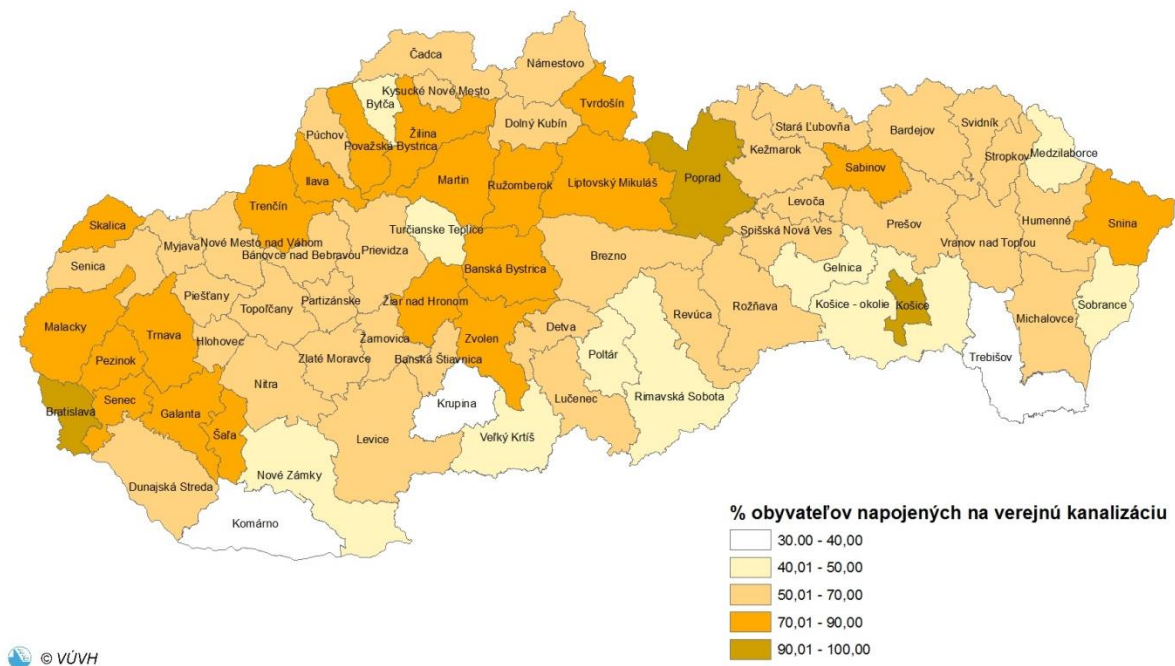 Čadca
Námestovo
Kysucké Nové Mesto
Bytča
Tvrdošín
Púchov
Žilina
Dolný Kubín
Považská Bystrica
Stará Ľubovňa
Bardejov
Svidník
Stropkov
Medzilaborce
Kežmarok
Ilava
Martin
Ružomberok
Liptovský Mikuláš
Poprad
Sabinov
Levoča
Trenčín
Prešov
Humenné
Snina
Skalica
Myjava
Nové Mesto nad Váhom
Bánovce nad Bebravou
Prievidza
Turčianske Teplice
Spišská Nová Ves
Vranov nad Topľou
Senica
Banská Bystrica
Brezno
Gelnica
Piešťany
Topoľčany
Partizánske
Žiar nad Hronom
Rožňava
Košice - okolie
Košice
Sobrance
Malacky
Trnava
Hlohovec
Zlaté Moravce
Žarnovica
Banská Štiavnica
Zvolen
Detva
Revúca
Michalovce
Pezinok
Nitra
Poltár
Trebišov
Bratislava
Senec
Galanta
Šaľa
Levice
Krupina
Lučenec
Rimavská Sobota
Veľký Krtíš
Dunajská Streda
Nové Zámky
Komárno
% obyvateľov napojených na verejnú kanalizáciu
30.00 - 40,00
40,01 - 50,00
50,01 - 70,00
70,01 - 90,00
90,01 - 100,00
© VÚVH